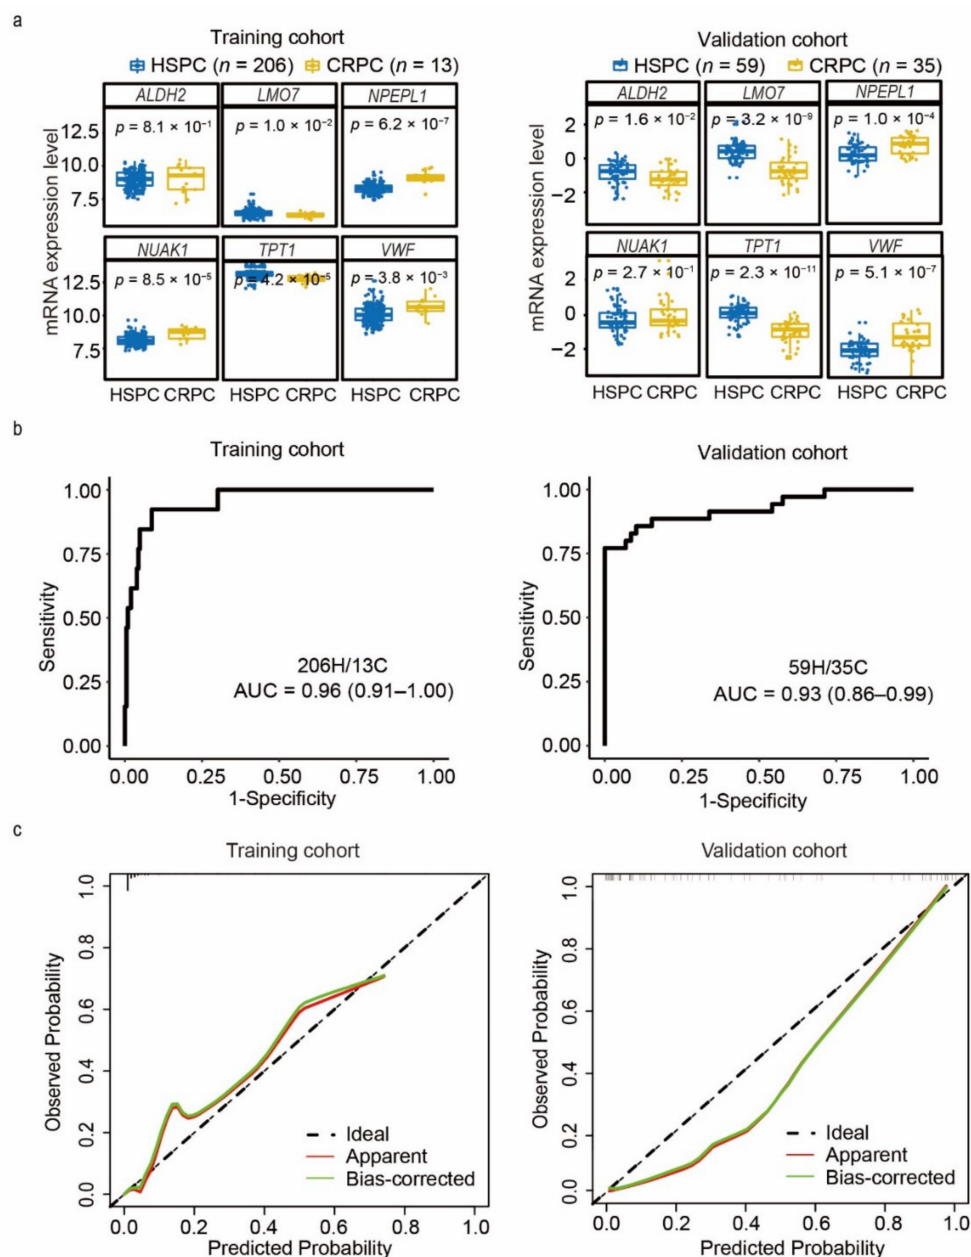 a
Training cohort
HSPC (n = 206) CRPC (n = 13)
ALDH2 LMO7 NPEPL1
p = 8.1 × 10⁻¹ p = 1.0 × 10⁻² p = 6.2 × 10⁻⁷
12.5
10.0
7.5
NUAK1 TPT1 VWF
p = 8.5 × 10⁻⁵ p = 4.2 × 10⁻⁵ p = 3.8 × 10⁻³
12.5
10.0
7.5
mRNA expression level
HSPC CRPC HSPC CRPC HSPC CRPC
Validation cohort
HSPC (n = 59) CRPC (n = 35)
ALDH2 LMO7 NPEPL1
p = 1.6 × 10⁻² p = 3.2 × 10⁻⁹ p = 1.0 × 10⁻⁴
2
0
−2
NUAK1 TPT1 VWF
p = 2.7 × 10⁻¹ p = 2.3 × 10⁻¹¹ p = 5.1 × 10⁻⁷
2
0
−2
mRNA expression level
HSPC CRPC HSPC CRPC HSPC CRPC
b
Training cohort
1.00
0.75
0.50
0.25
0.00
Sensitivity
206H/13C
AUC = 0.96 (0.91–1.00)
0.00 0.25 0.50 0.75 1.00
1-Specificity
Validation cohort
1.00
0.75
0.50
0.25
0.00
Sensitivity
59H/35C
AUC = 0.93 (0.86–0.99)
0.00 0.25 0.50 0.75 1.00
1-Specificity
c
Training cohort
1.0
0.8
0.6
0.4
0.2
0.0
Observed Probability
Ideal
Apparent
Bias-corrected
0.0 0.2 0.4 0.6 0.8 1.0
Predicted Probability
Validation cohort
1.0
0.8
0.6
0.4
0.2
0.0
Observed Probability
Ideal
Apparent
Bias-corrected
0.0 0.2 0.4 0.6 0.8 1.0
Predicted Probability